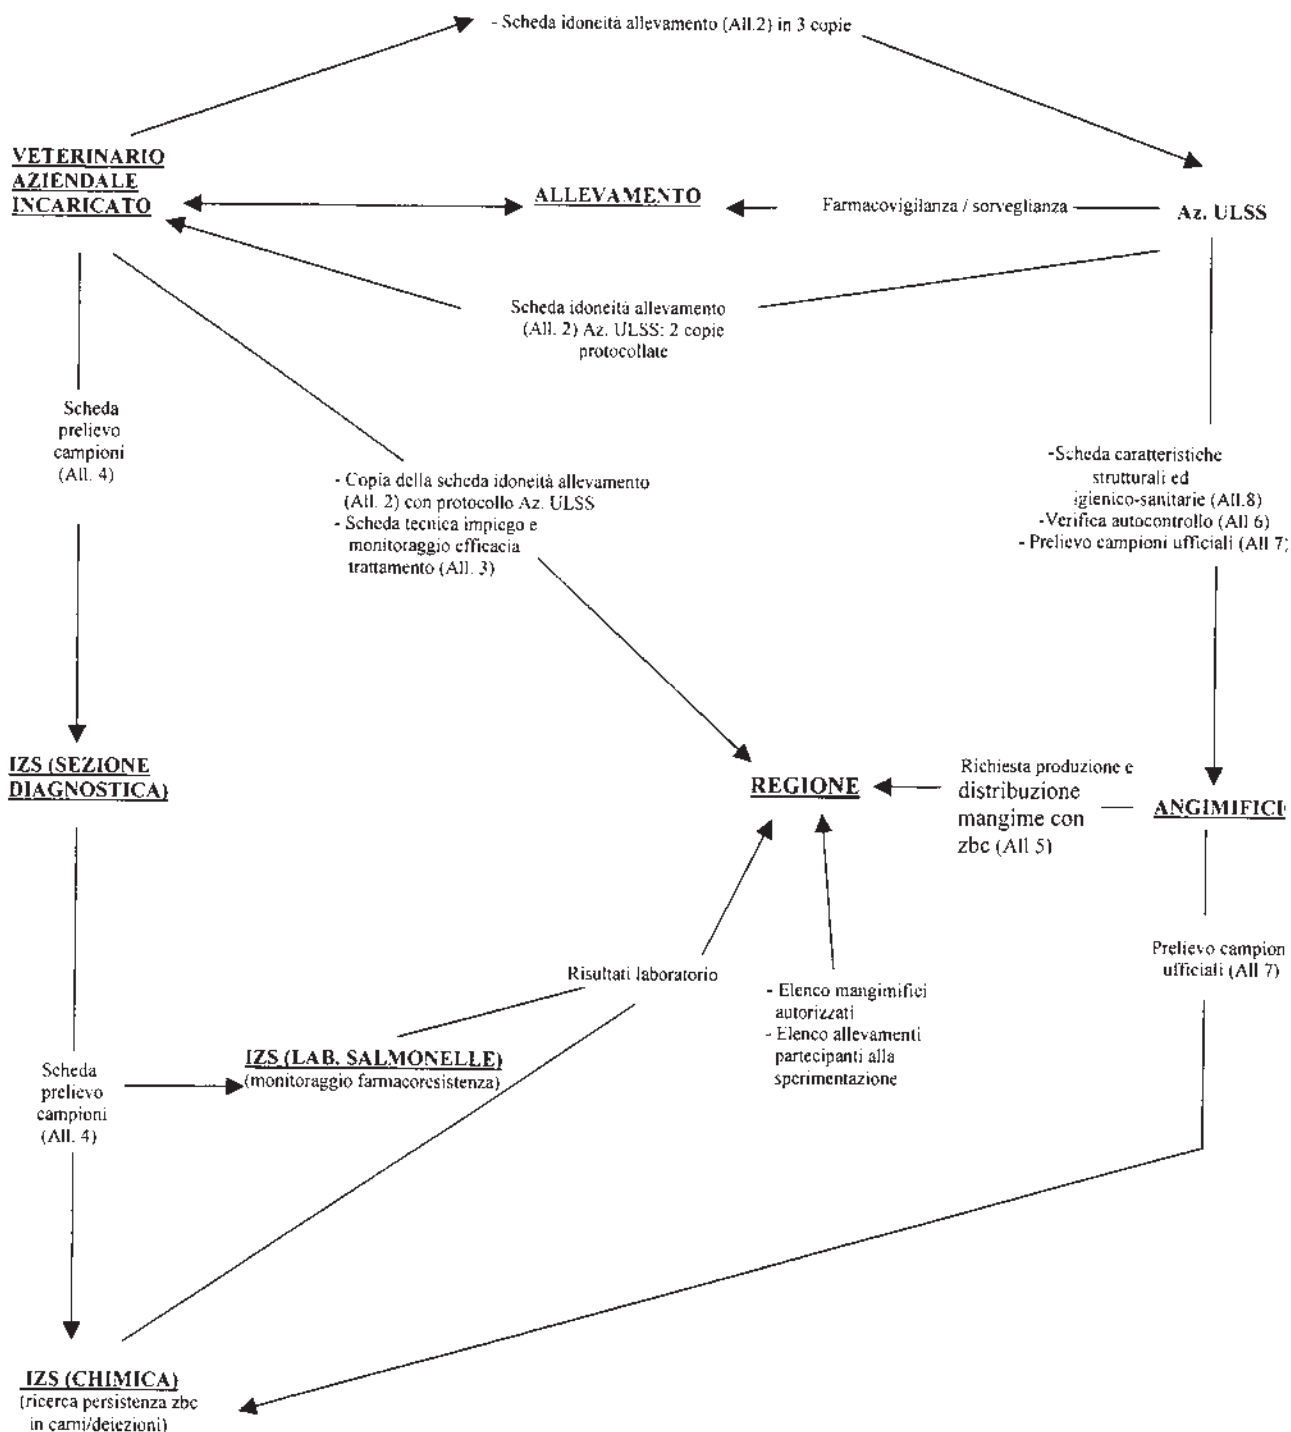 - Scheda idoneità allevamento (All.2) in 3 copie
VETERINARIO
AZIENDALE
INCARICATO
ALLEVAMENTO
Farmacovigilanza / sorveglianza
Az. ULSS
Scheda idoneità allevamento
(All. 2) Az. ULSS: 2 copie
protocollate
Scheda
prelievo
campioni
(All. 4)
- Copia della scheda idoneità allevamento
(All. 2) con protocollo Az. ULSS
- Scheda tecnica impiego e
monitoraggio efficacia
trattamento (All. 3)
-Scheda caratteristiche
strutturali ed
igienico-sanitarie (All.8)
-Verifica autocontrollo (All 6)
- Prelievo campioni ufficiali (All 7)
IZS (SEZIONE
DIAGNOSTICA)
REGIONE
Richiesta produzione e
distribuzione
mangime con
zbc (All 5)
ANGIMIFICI
Prelievo campion
ufficiali (All 7)
Risultati laboratorio
- Elenco mangimifici
autorizzati
- Elenco allevamenti
partecipanti alla
sperimentazione
IZS (LAB. SALMONELLE)
(monitoraggio farmacoresistenza)
Scheda
prelievo
campioni
(All. 4)
IZS (CHIMICA)
(ricerca persistenza zbc
in carni/deiezioni)